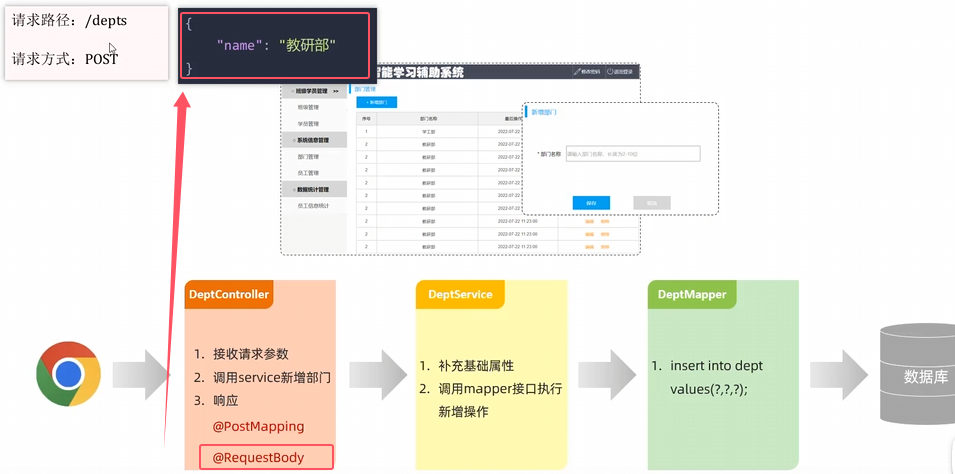 请求路径：/depts
请求方式：POST
{
"name": "教研部"
}
智能学习辅助系统
修改密码
退出登录
班级学员管理
班级管理
学员管理
系统信息管理
部门管理
员工管理
数据统计管理
员工信息统计
部门管理
+ 新增部门
序号 部门名称 最后操作
1 学工部 2022-07-22
2 教研部 2022-07-22
2 教研部 2022-07-22
2 教研部 2022-07-22
2 教研部 2022-07-22
2 教研部 2022-07-22
2 教研部 2022-07-22
2 教研部 2022-07-22 11:23:00 编辑 删除
2 教研部 2022-07-22 11:23:00 编辑 删除
2 教研部 2022-07-22 11:23:00 编辑 删除
新增部门
* 部门名称
请输入部门名称，长度为2-10位
保存
取消
DeptController
1. 接收请求参数
2. 调用service新增部门
3. 响应
@PostMapping
@RequestBody
DeptService
1. 补充基础属性
2. 调用mapper接口执行
新增操作
DeptMapper
1. insert into dept
values(?,?,?);
数据库